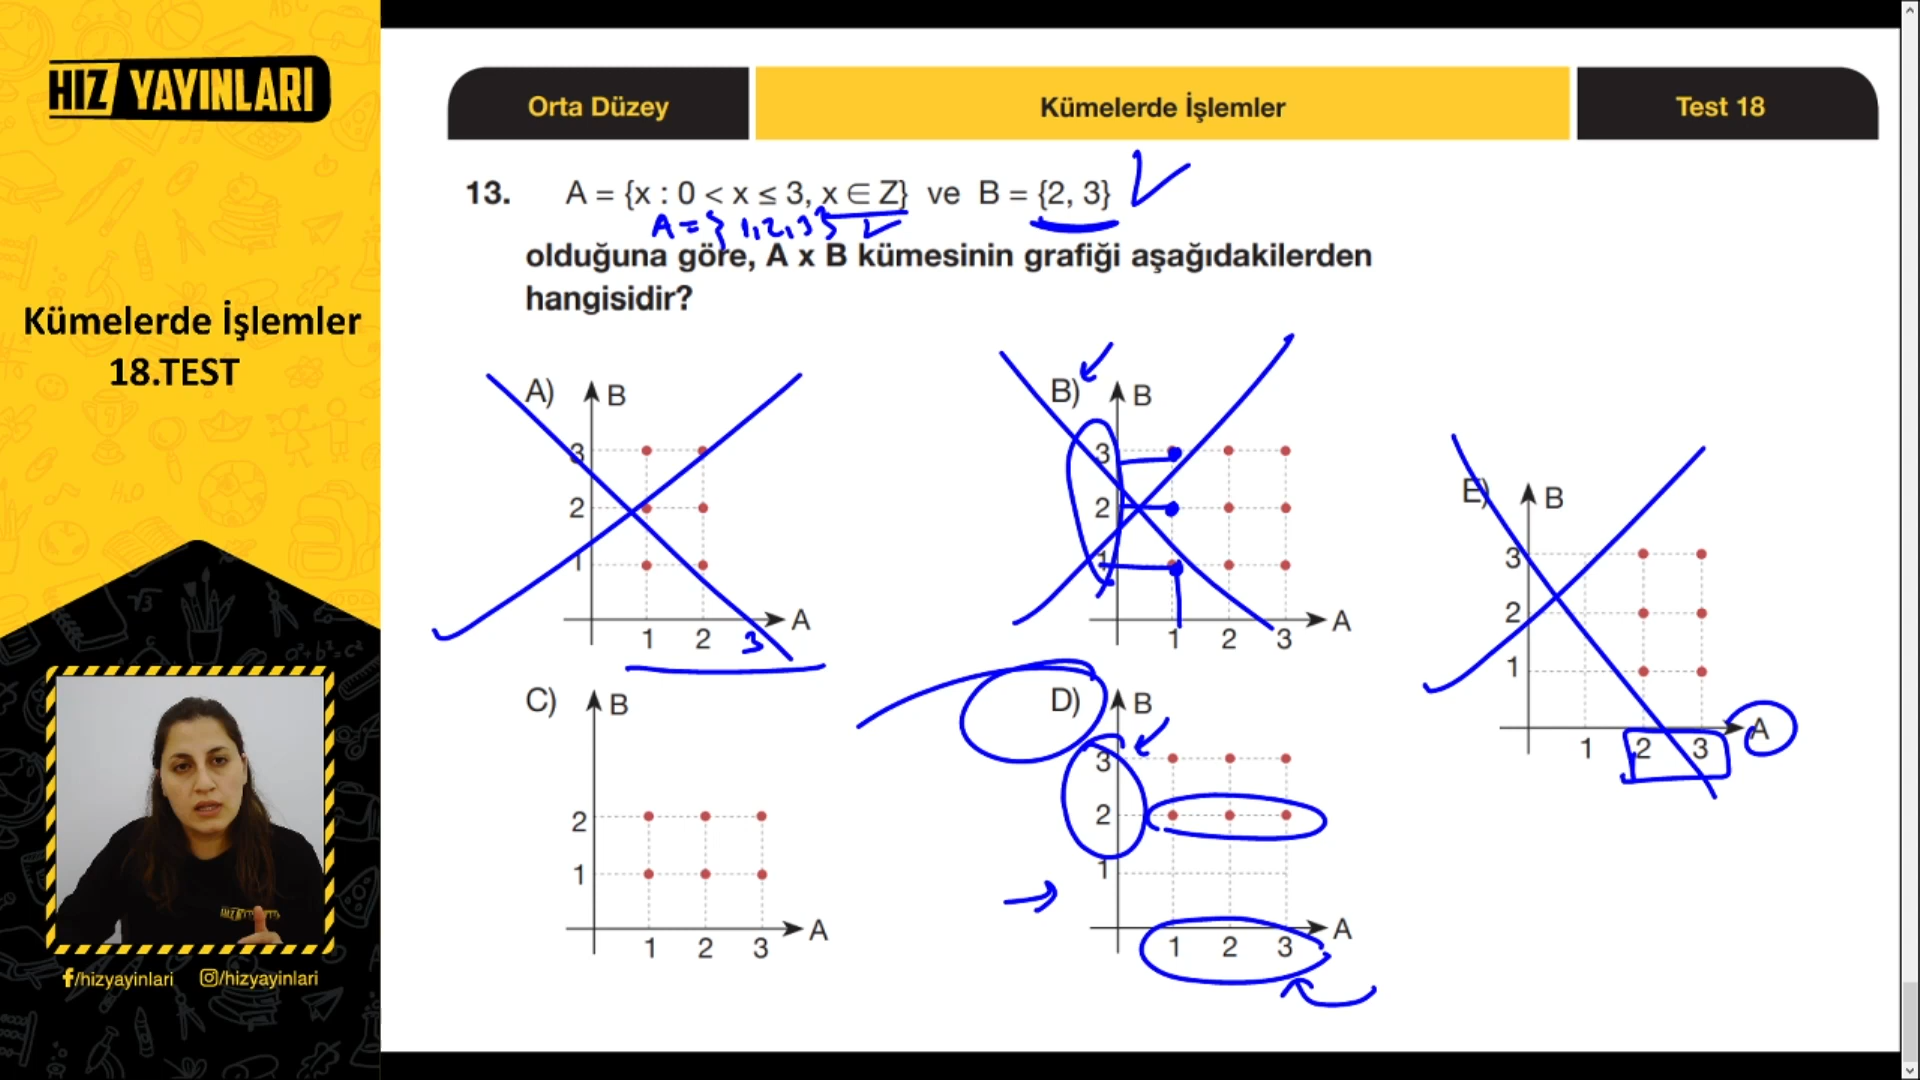 HIZ YAYINLARI
Kümelerde İşlemler
18.TEST
/hizyayinlari
/hizyayinlari
Orta Düzey
Kümelerde İşlemler
Test 18
13. A = {x : 0 < x ≤ 3, x ∈ Z} ve B = {2, 3}
A = { 1, 2, 3 }
olduğuna göre, A x B kümesinin grafiği aşağıdakilerden
hangisidir?
A)
B
3
2
1
1 2 3
A
B)
B
3
2
1
1 2 3
A
C)
B
2
1
1 2 3
A
D)
B
3
2
1
1 2 3
A
E)
B
3
2
1
1 2 3
A